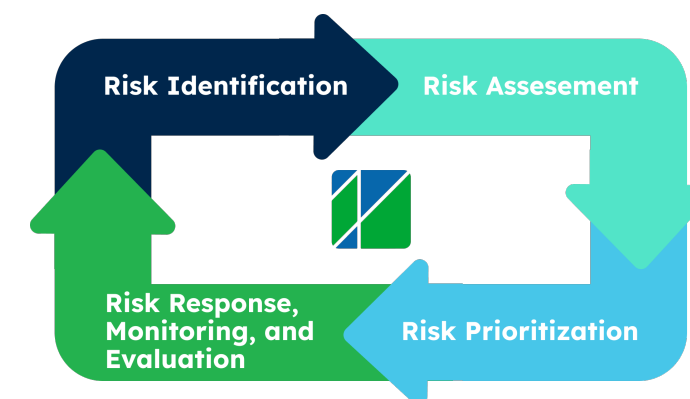 Risk Identification
Risk Assesement
Risk Response,
Monitoring, and
Evaluation
Risk Prioritization